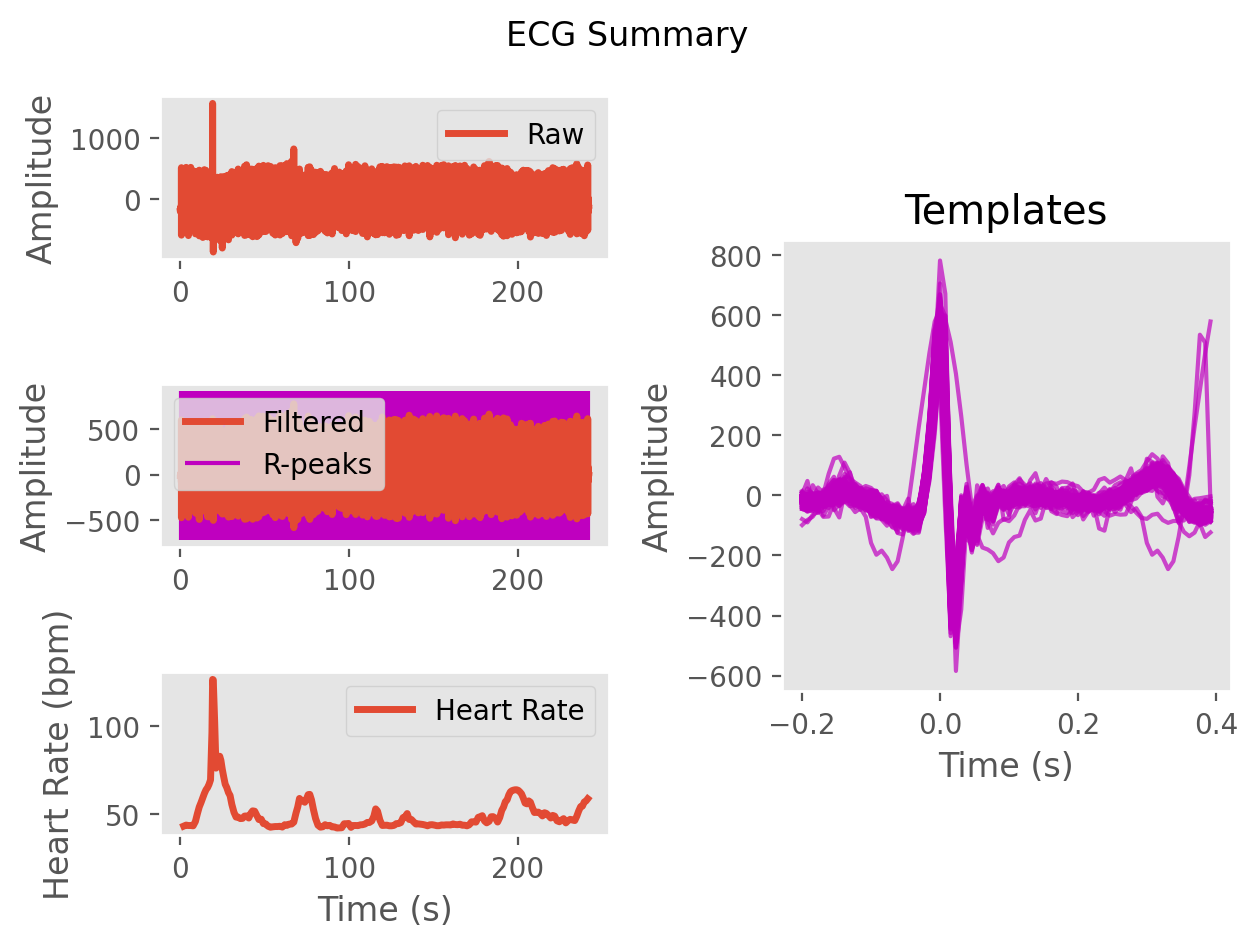 ECG Summary
Amplitude
1000
0
Raw
0 100 200
Amplitude
500
0
−500
Filtered
R-peaks
0 100 200
Heart Rate (bpm)
100
50
Heart Rate
0 100 200
Time (s)
Templates
Amplitude
800
600
400
200
0
−200
−400
−600
−0.2 0.0 0.2 0.4
Time (s)